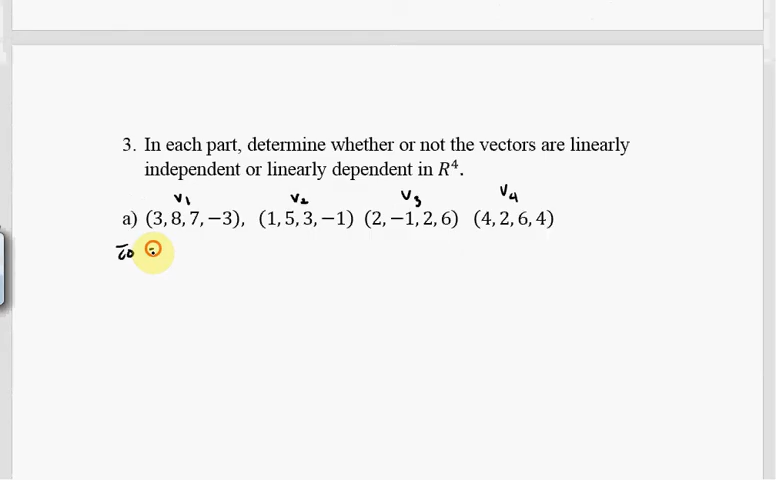 3. In each part, determine whether or not the vectors are linearly
independent or linearly dependent in R⁴.
v₁ v₂ v₃ v₄
a) (3, 8, 7, −3), (1, 5, 3, −1) (2, −1, 2, 6) (4, 2, 6, 4)